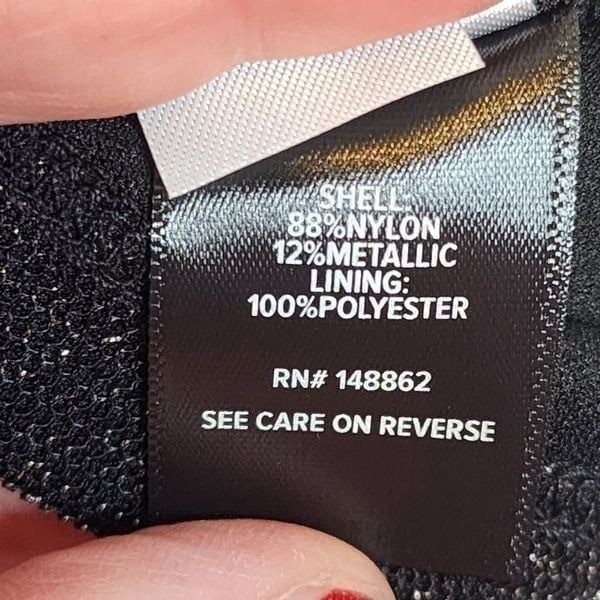 SHELL:
88%NYLON
12%METALLIC
LINING:
100%POLYESTER
RN# 148862
SEE CARE ON REVERSE